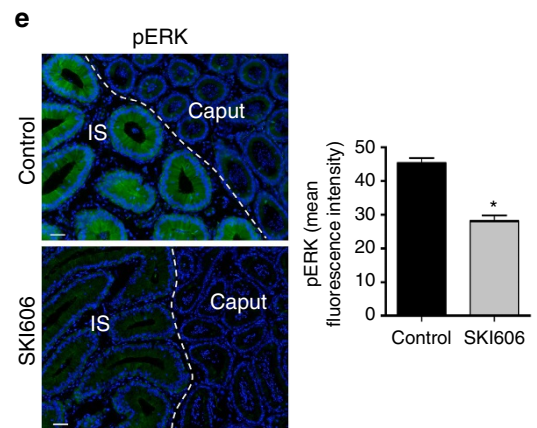 e
pERK
Control
IS
Caput
SKI606
IS
Caput
pERK (mean
fluorescence intensity)
50
40
30
20
10
0
*
Control
SKI606